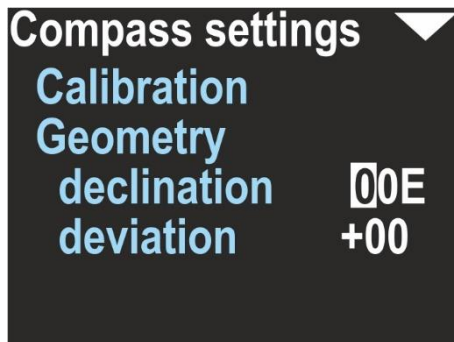 Compass settings
Calibration
Geometry
declination 00E
deviation +00